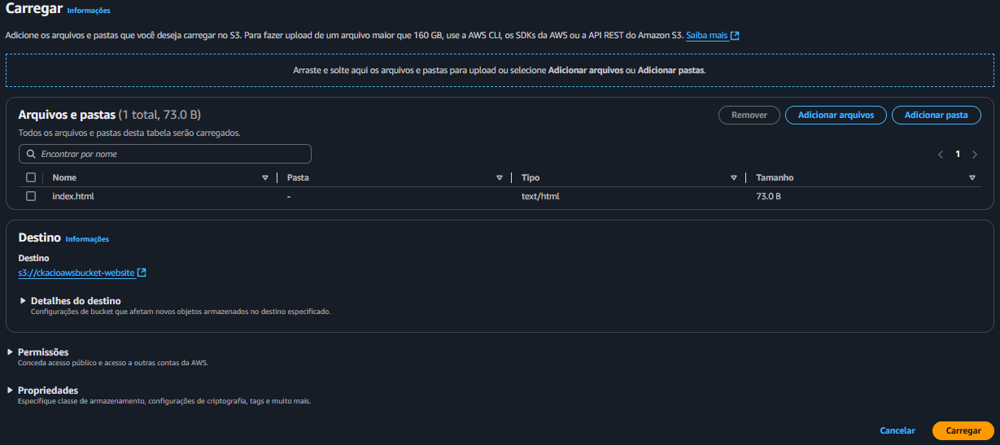 Carregar Informações
Adicione os arquivos e pastas que você deseja carregar no S3. Para fazer upload de um arquivo maior que 160 GB, use a AWS CLI, os SDKs da AWS ou a API REST do Amazon S3. Saiba mais
Arraste e solte aqui os arquivos e pastas para upload ou selecione Adicionar arquivos ou Adicionar pastas.
Arquivos e pastas (1 total, 73.0 B)
Remover Adicionar arquivos Adicionar pasta
Todos os arquivos e pastas desta tabela serão carregados.
Encontrar por nome
1
Nome Pasta Tipo Tamanho
index.html - text/html 73.0 B
Destino Informações
Destino
s3://ckacioawsbucket-website
Detalhes do destino
Configurações de bucket que afetam novos objetos armazenados no destino especificado.
Permissões
Conceda acesso público e acesso a outras contas da AWS.
Propriedades
Especifique classe de armazenamento, configurações de criptografia, tags e muito mais.
Cancelar Carregar